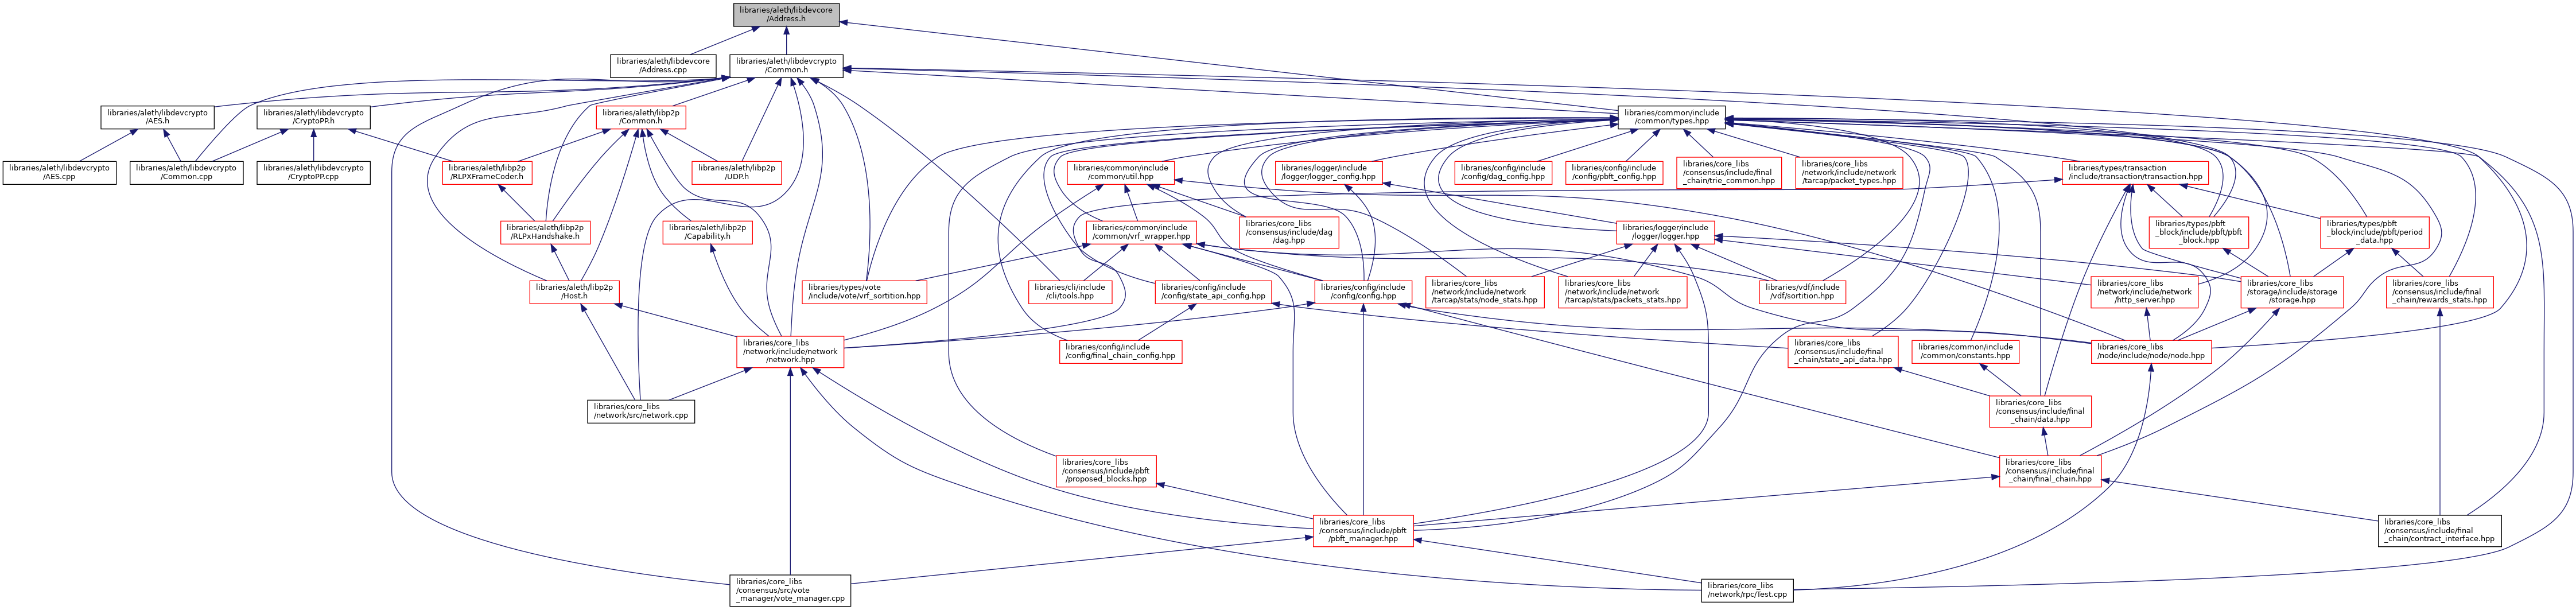 libraries/aleth/libdevcore
/Address.h
libraries/aleth/libdevcore
/Address.cpp
libraries/aleth/libdevcrypto
/Common.h
libraries/aleth/libdevcrypto
/AES.h
libraries/aleth/libdevcrypto
/CryptoPP.h
libraries/aleth/libp2p
/Common.h
libraries/common/include
/common/types.hpp
libraries/aleth/libdevcrypto
/AES.cpp
libraries/aleth/libdevcrypto
/Common.cpp
libraries/aleth/libdevcrypto
/CryptoPP.cpp
libraries/aleth/libp2p
/RLPXFrameCoder.h
libraries/aleth/libp2p
/UDP.h
libraries/common/include
/common/util.hpp
libraries/logger/include
/logger/logger_config.hpp
libraries/config/include
/config/dag_config.hpp
libraries/config/include
/config/pbft_config.hpp
libraries/core_libs
/consensus/include/final
_chain/trie_common.hpp
libraries/core_libs
/network/include/network
/tarcap/packet_types.hpp
libraries/types/transaction
/include/transaction/transaction.hpp
libraries/aleth/libp2p
/RLPxHandshake.h
libraries/aleth/libp2p
/Capability.h
libraries/common/include
/common/vrf_wrapper.hpp
libraries/core_libs
/consensus/include/dag
/dag.hpp
libraries/logger/include
/logger/logger.hpp
libraries/types/pbft
_block/include/pbft/pbft
_block.hpp
libraries/types/pbft
_block/include/pbft/period
_data.hpp
libraries/aleth/libp2p
/Host.h
libraries/types/vote
/include/vote/vrf_sortition.hpp
libraries/cli/include
/cli/tools.hpp
libraries/config/include
/config/state_api_config.hpp
libraries/config/include
/config/config.hpp
libraries/core_libs
/network/include/network
/tarcap/stats/node_stats.hpp
libraries/core_libs
/network/include/network
/tarcap/stats/packets_stats.hpp
libraries/vdf/include
/vdf/sortition.hpp
libraries/core_libs
/network/include/network
/http_server.hpp
libraries/core_libs
/storage/include/storage
/storage.hpp
libraries/core_libs
/consensus/include/final
_chain/rewards_stats.hpp
libraries/core_libs
/network/include/network
/network.hpp
libraries/config/include
/config/final_chain_config.hpp
libraries/core_libs
/consensus/include/final
_chain/state_api_data.hpp
libraries/common/include
/common/constants.hpp
libraries/core_libs
/node/include/node/node.hpp
libraries/core_libs
/network/src/network.cpp
libraries/core_libs
/consensus/include/final
_chain/data.hpp
libraries/core_libs
/consensus/include/pbft
/proposed_blocks.hpp
libraries/core_libs
/consensus/include/final
_chain/final_chain.hpp
libraries/core_libs
/consensus/include/pbft
/pbft_manager.hpp
libraries/core_libs
/consensus/include/final
_chain/contract_interface.hpp
libraries/core_libs
/consensus/src/vote
_manager/vote_manager.cpp
libraries/core_libs
/network/rpc/Test.cpp